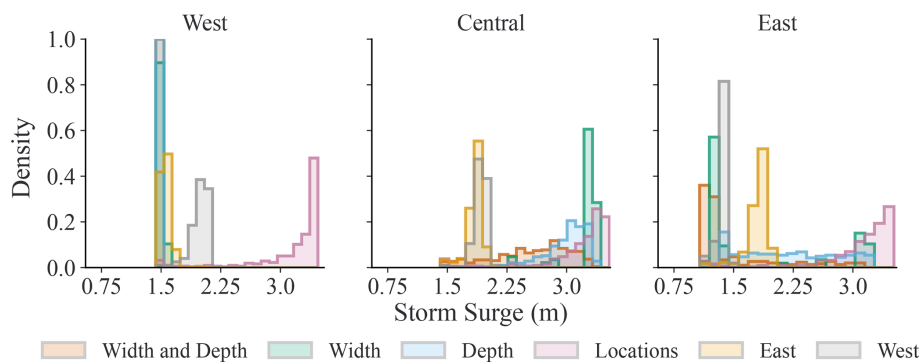 West Central East
Density
1.0
0.8
0.6
0.4
0.2
0.0
0.75 1.5 2.25 3.0 0.75 1.5 2.25 3.0 0.75 1.5 2.25 3.0
Storm Surge (m)
Width and Depth Width Depth Locations East West